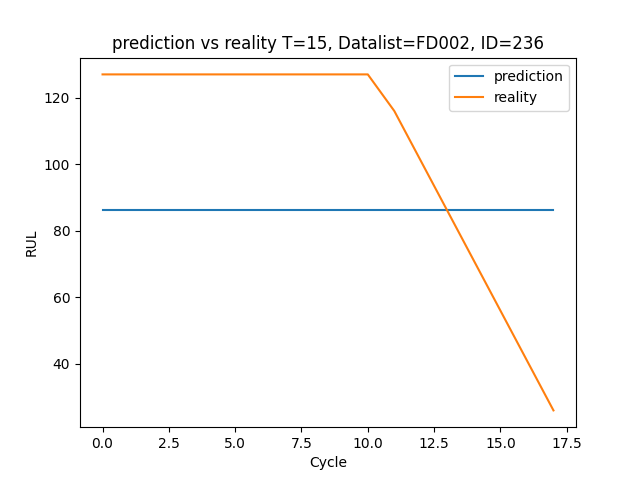 prediction vs reality T=15, Datalist=FD002, ID=236
prediction
reality
120
100
80
60
40
RUL
0.0 2.5 5.0 7.5 10.0 12.5 15.0 17.5
Cycle